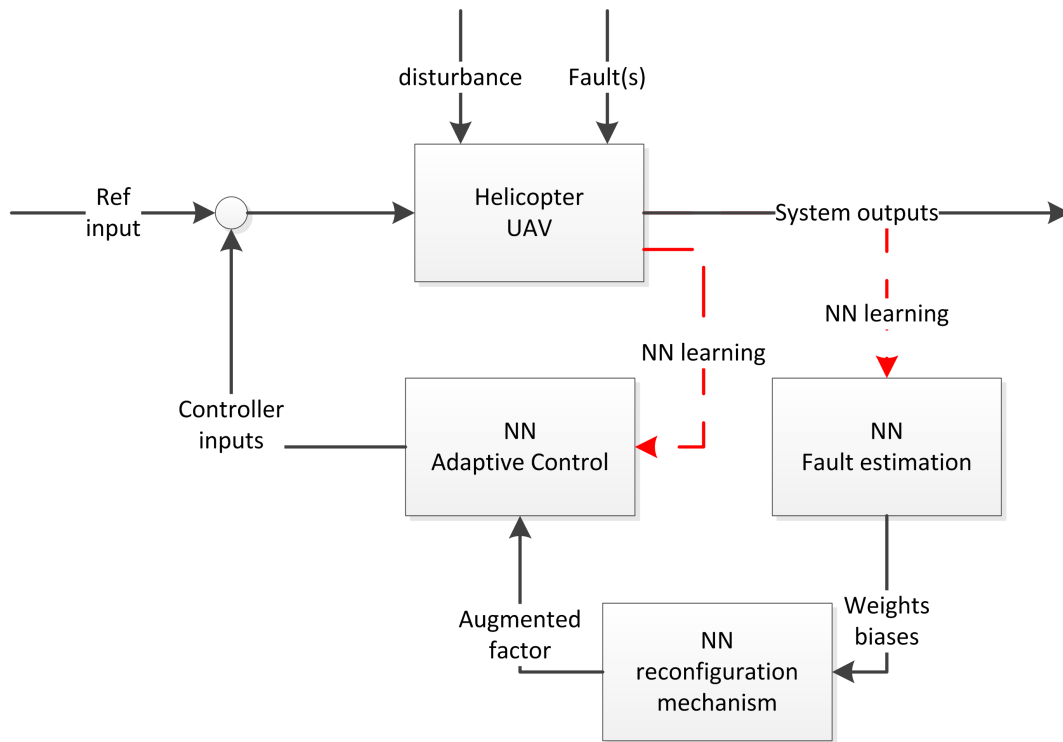 disturbance
Fault(s)
Ref
input
Helicopter
UAV
System outputs
NN learning
NN learning
Controller
inputs
NN
Adaptive Control
NN
Fault estimation
Augmented
factor
NN
reconfiguration
mechanism
Weights
biases